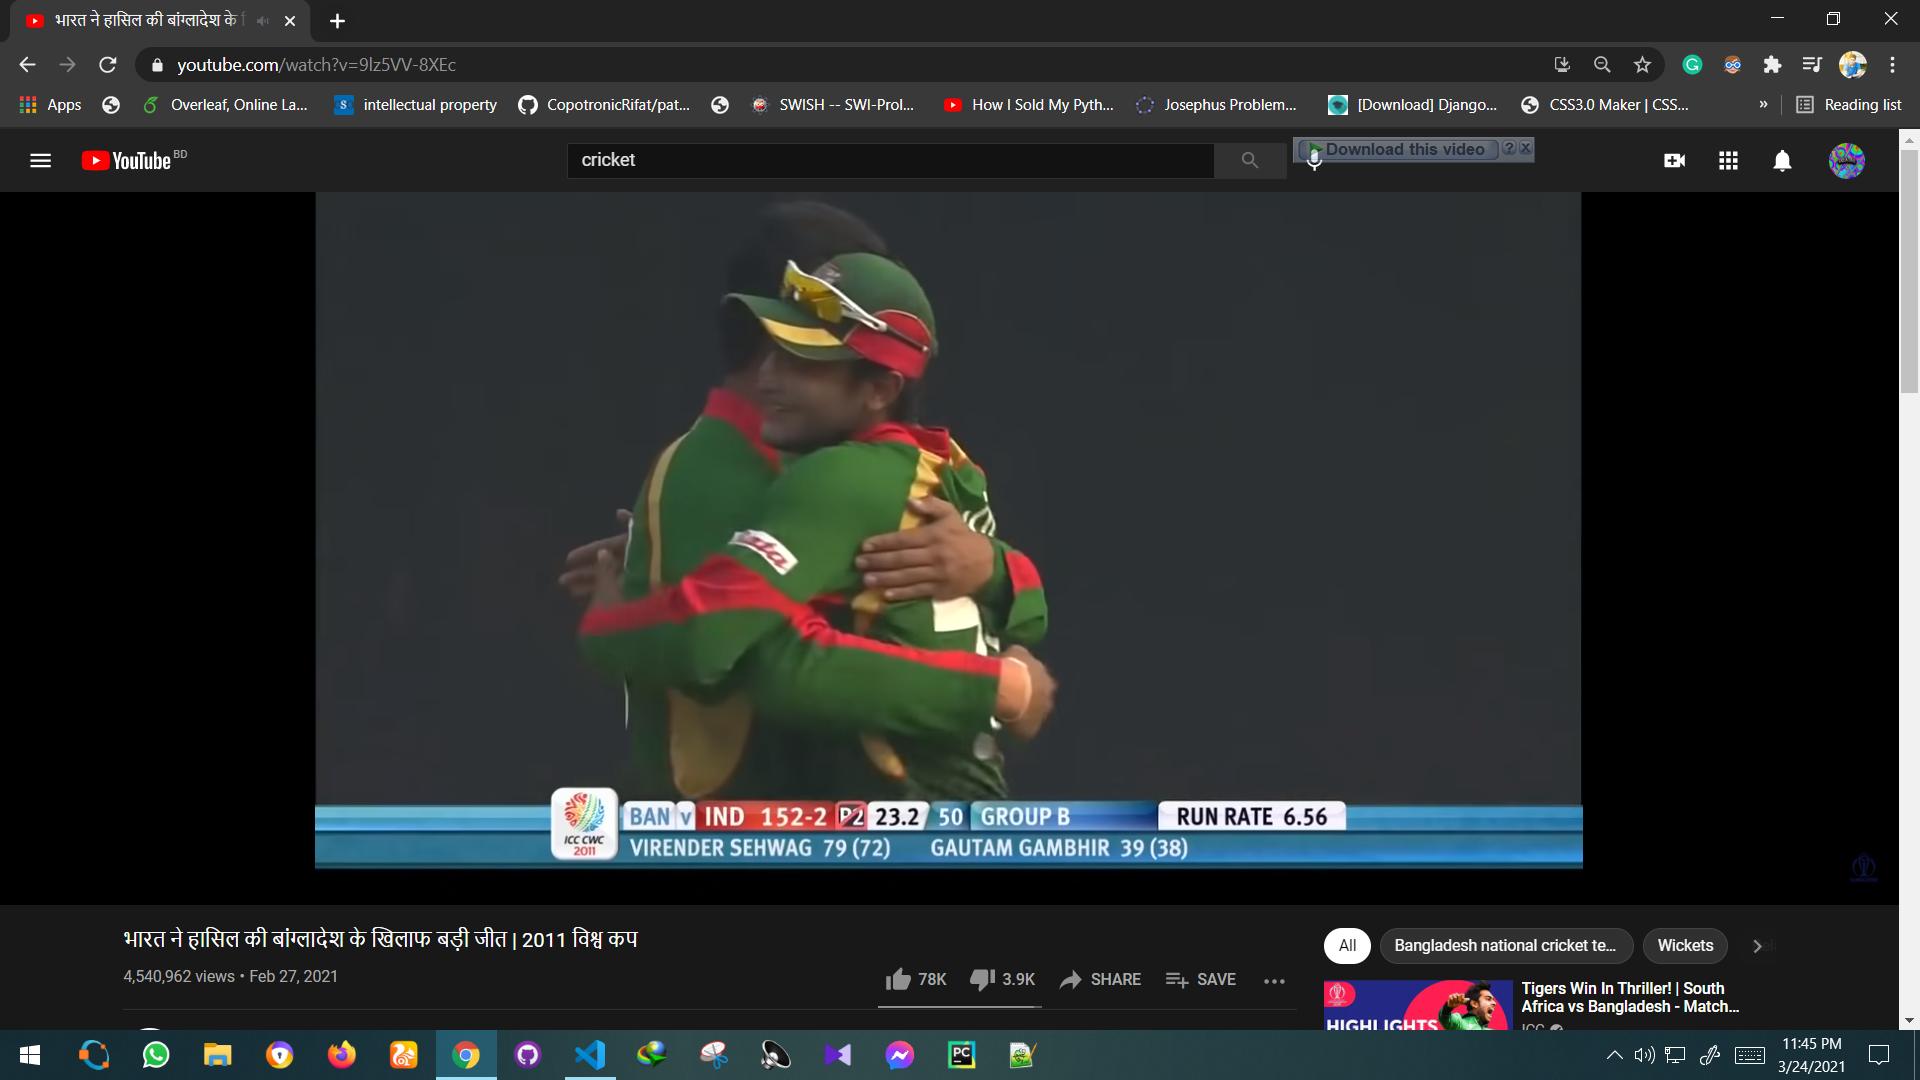 भारत ने हासिल की बांग्लादेश के
youtube.com/watch?v=9lz5VV-8XEc
Apps
Overleaf, Online La...
intellectual property
CopotronicRifat/pat...
SWISH -- SWI-Prol...
How I Sold My Pyth...
Josephus Problem...
[Download] Django...
CSS3.0 Maker | CSS...
»
Reading list
YouTube BD
cricket
Download this video ? x
ICC CWC
2011
BAN v IND 152-2 P2 23.2 50 GROUP B RUN RATE 6.56
VIRENDER SEHWAG 79 (72) GAUTAM GAMBHIR 39 (38)
भारत ने हासिल की बांग्लादेश के खिलाफ बड़ी जीत | 2011 विश्व कप
4,540,962 views • Feb 27, 2021
78K
3.9K
SHARE
SAVE
All
Bangladesh national cricket te...
Wickets
HIGHLIGHTS
Tigers Win In Thriller! | South
Africa vs Bangladesh - Match...
ICC
PC
11:45 PM
3/24/2021